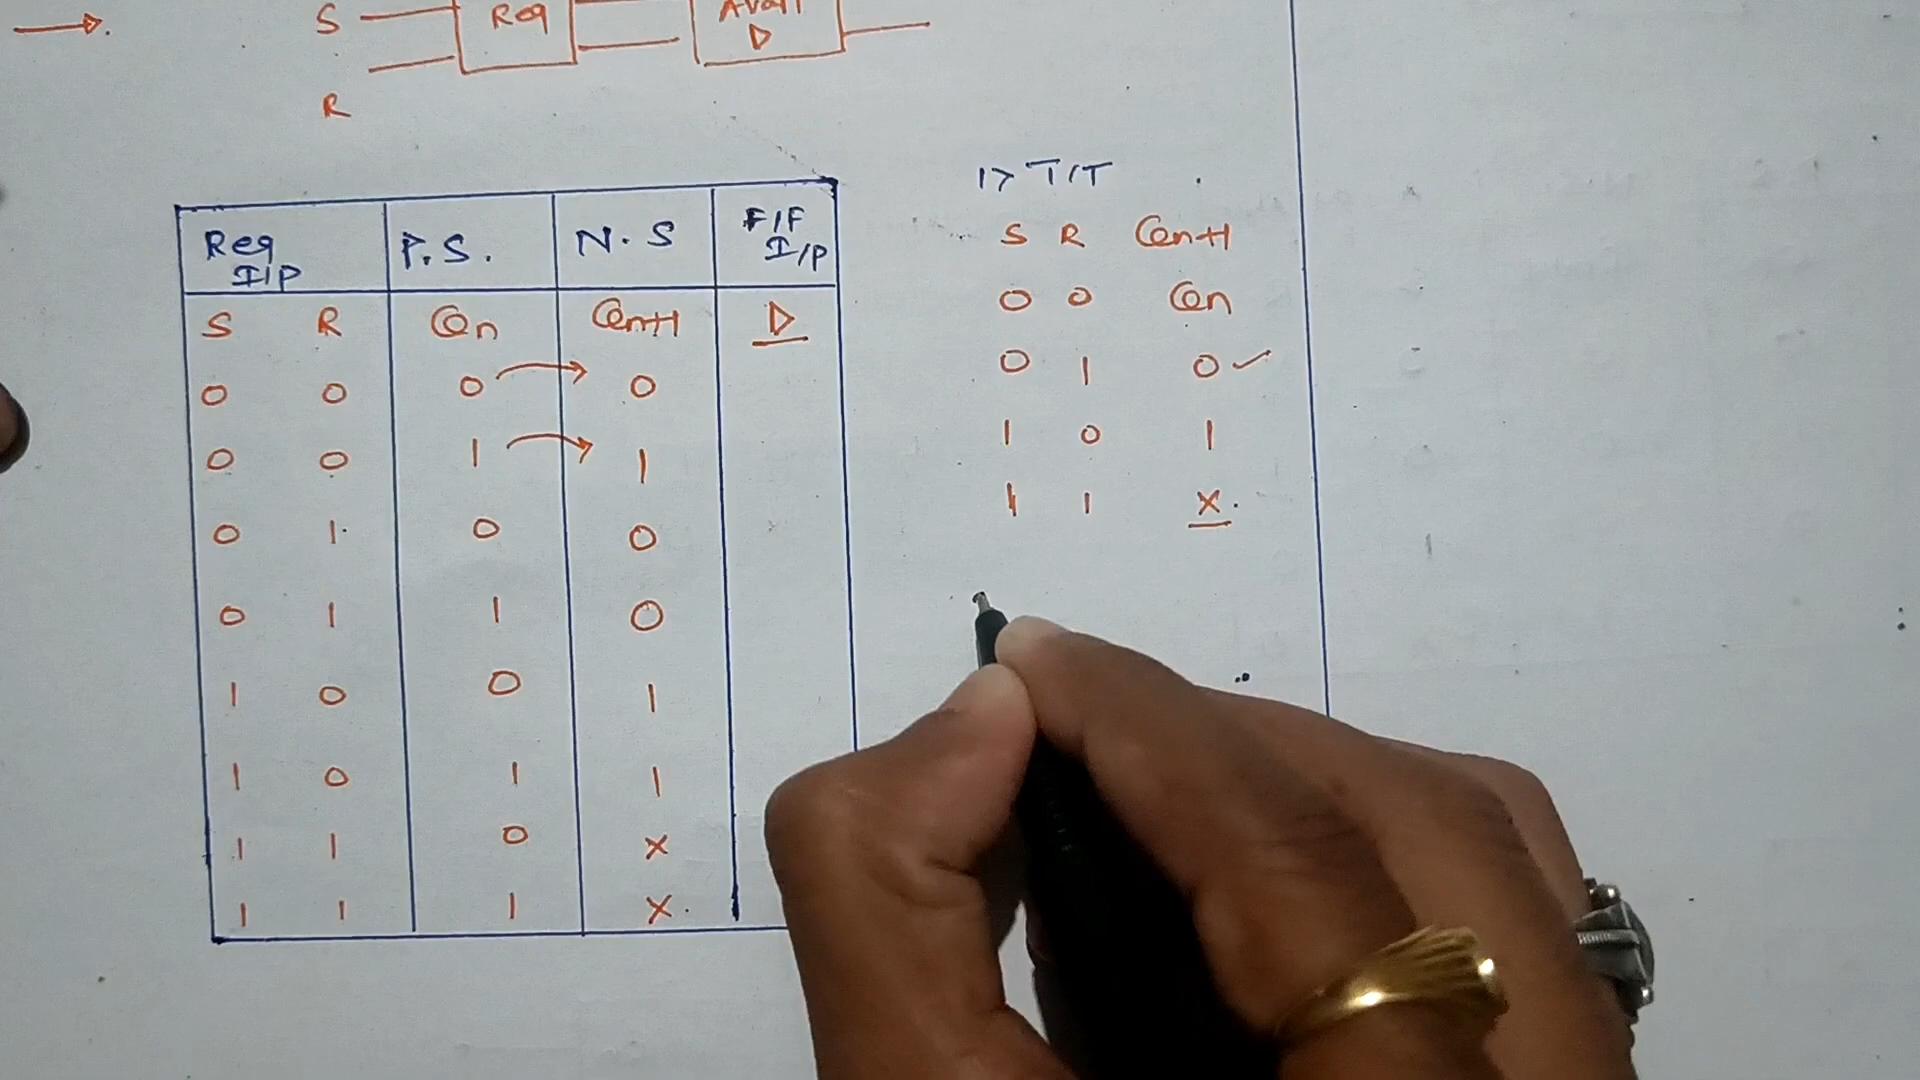 S Req Avail
D
R
Req I/P P.S. N.S F/F I/P
S R Qn Qn+1 D
0 0 0 0
0 0 1 1
0 1 0 0
0 1 1 0
1 0 0 1
1 0 1 1
1 1 0 X
1 1 1 X
1> T/T
S R Qn+1
0 0 Qn
0 1 0
1 0 1
1 1 X